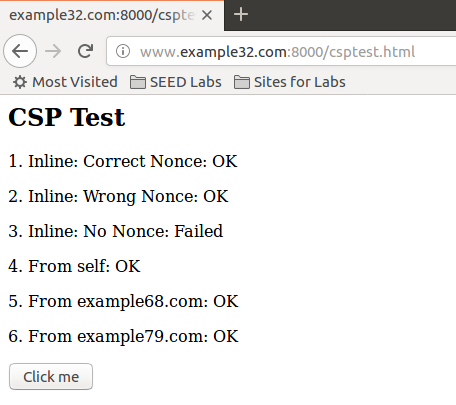 example32.com:8000/cspte
www.example32.com:8000/csptest.html
Most Visited SEED Labs Sites for Labs
CSP Test
1. Inline: Correct Nonce: OK
2. Inline: Wrong Nonce: OK
3. Inline: No Nonce: Failed
4. From self: OK
5. From example68.com: OK
6. From example79.com: OK
Click me